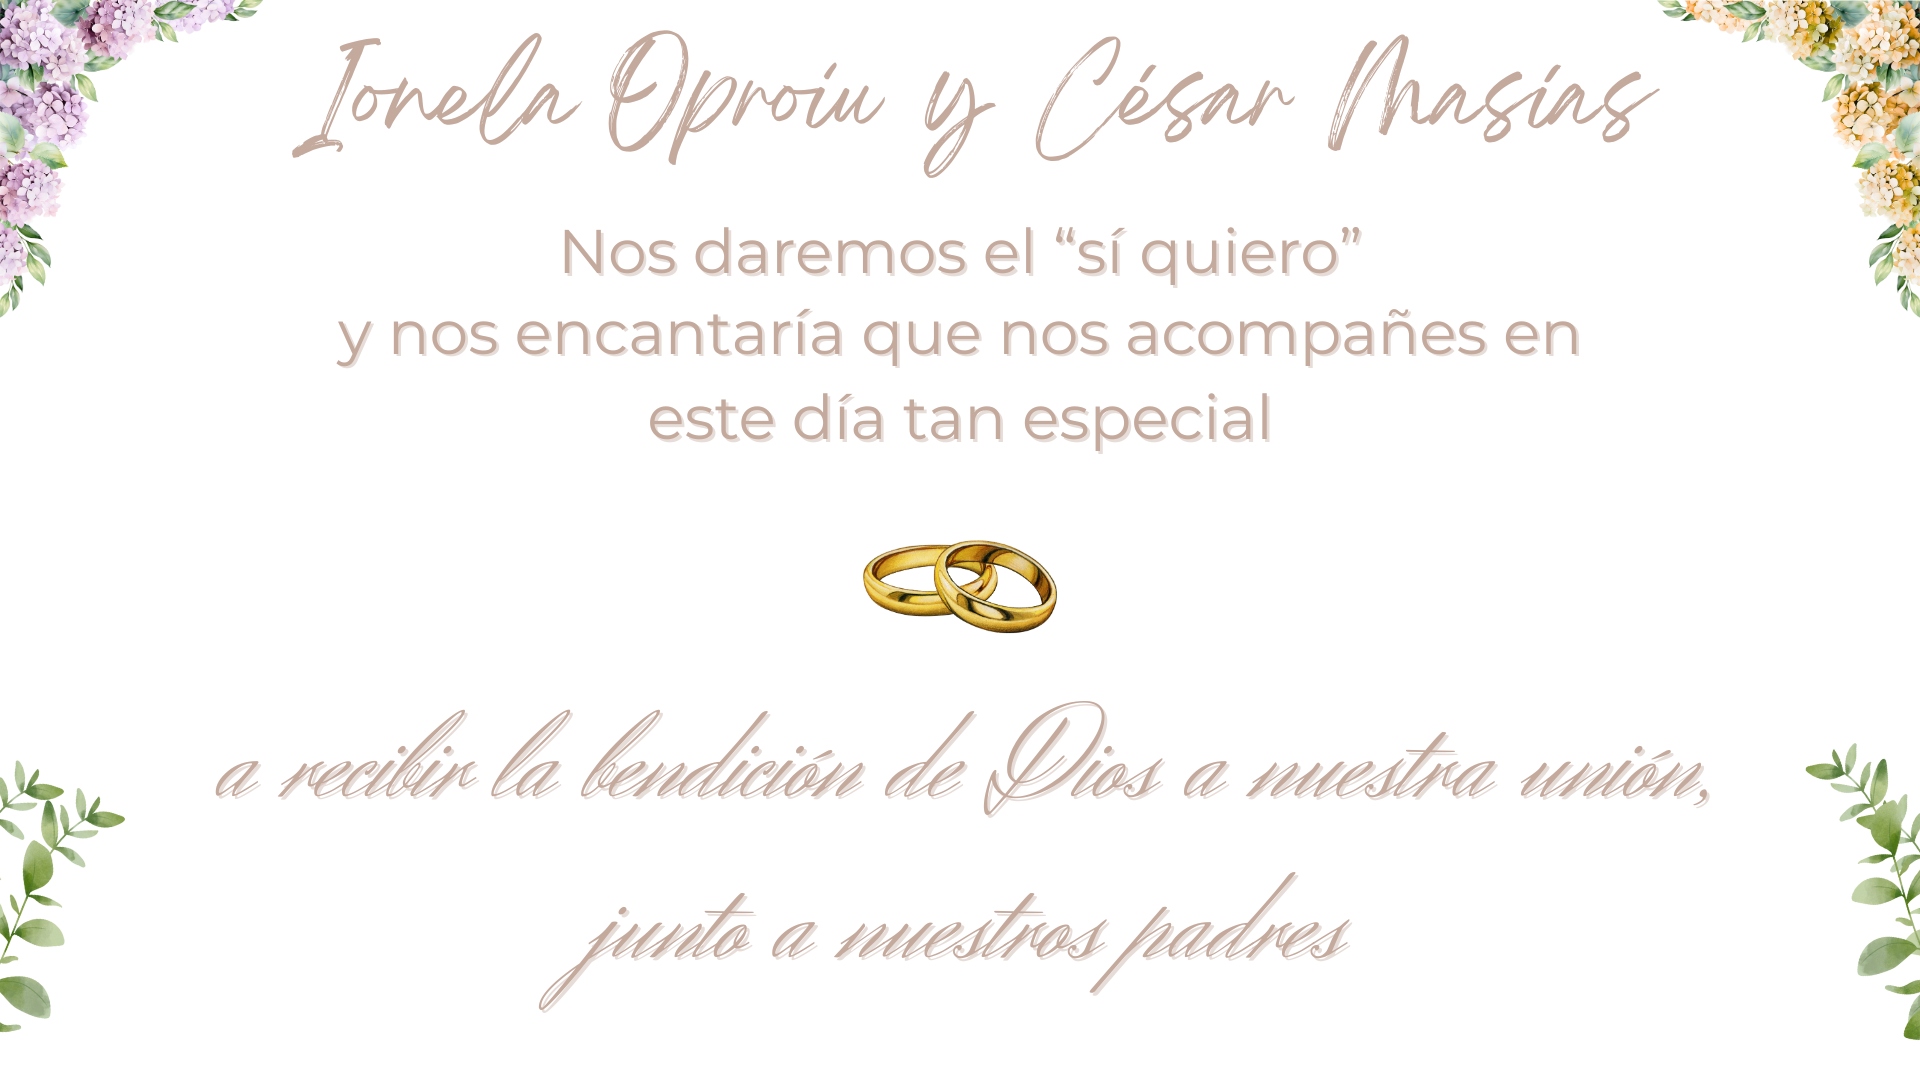 Ionela Oproiu y César Masías
Nos daremos el “sí quiero”
y nos encantaría que nos acompañes en
este día tan especial
a recibir la bendición de Dios a nuestra unión,
junto a nuestros padres